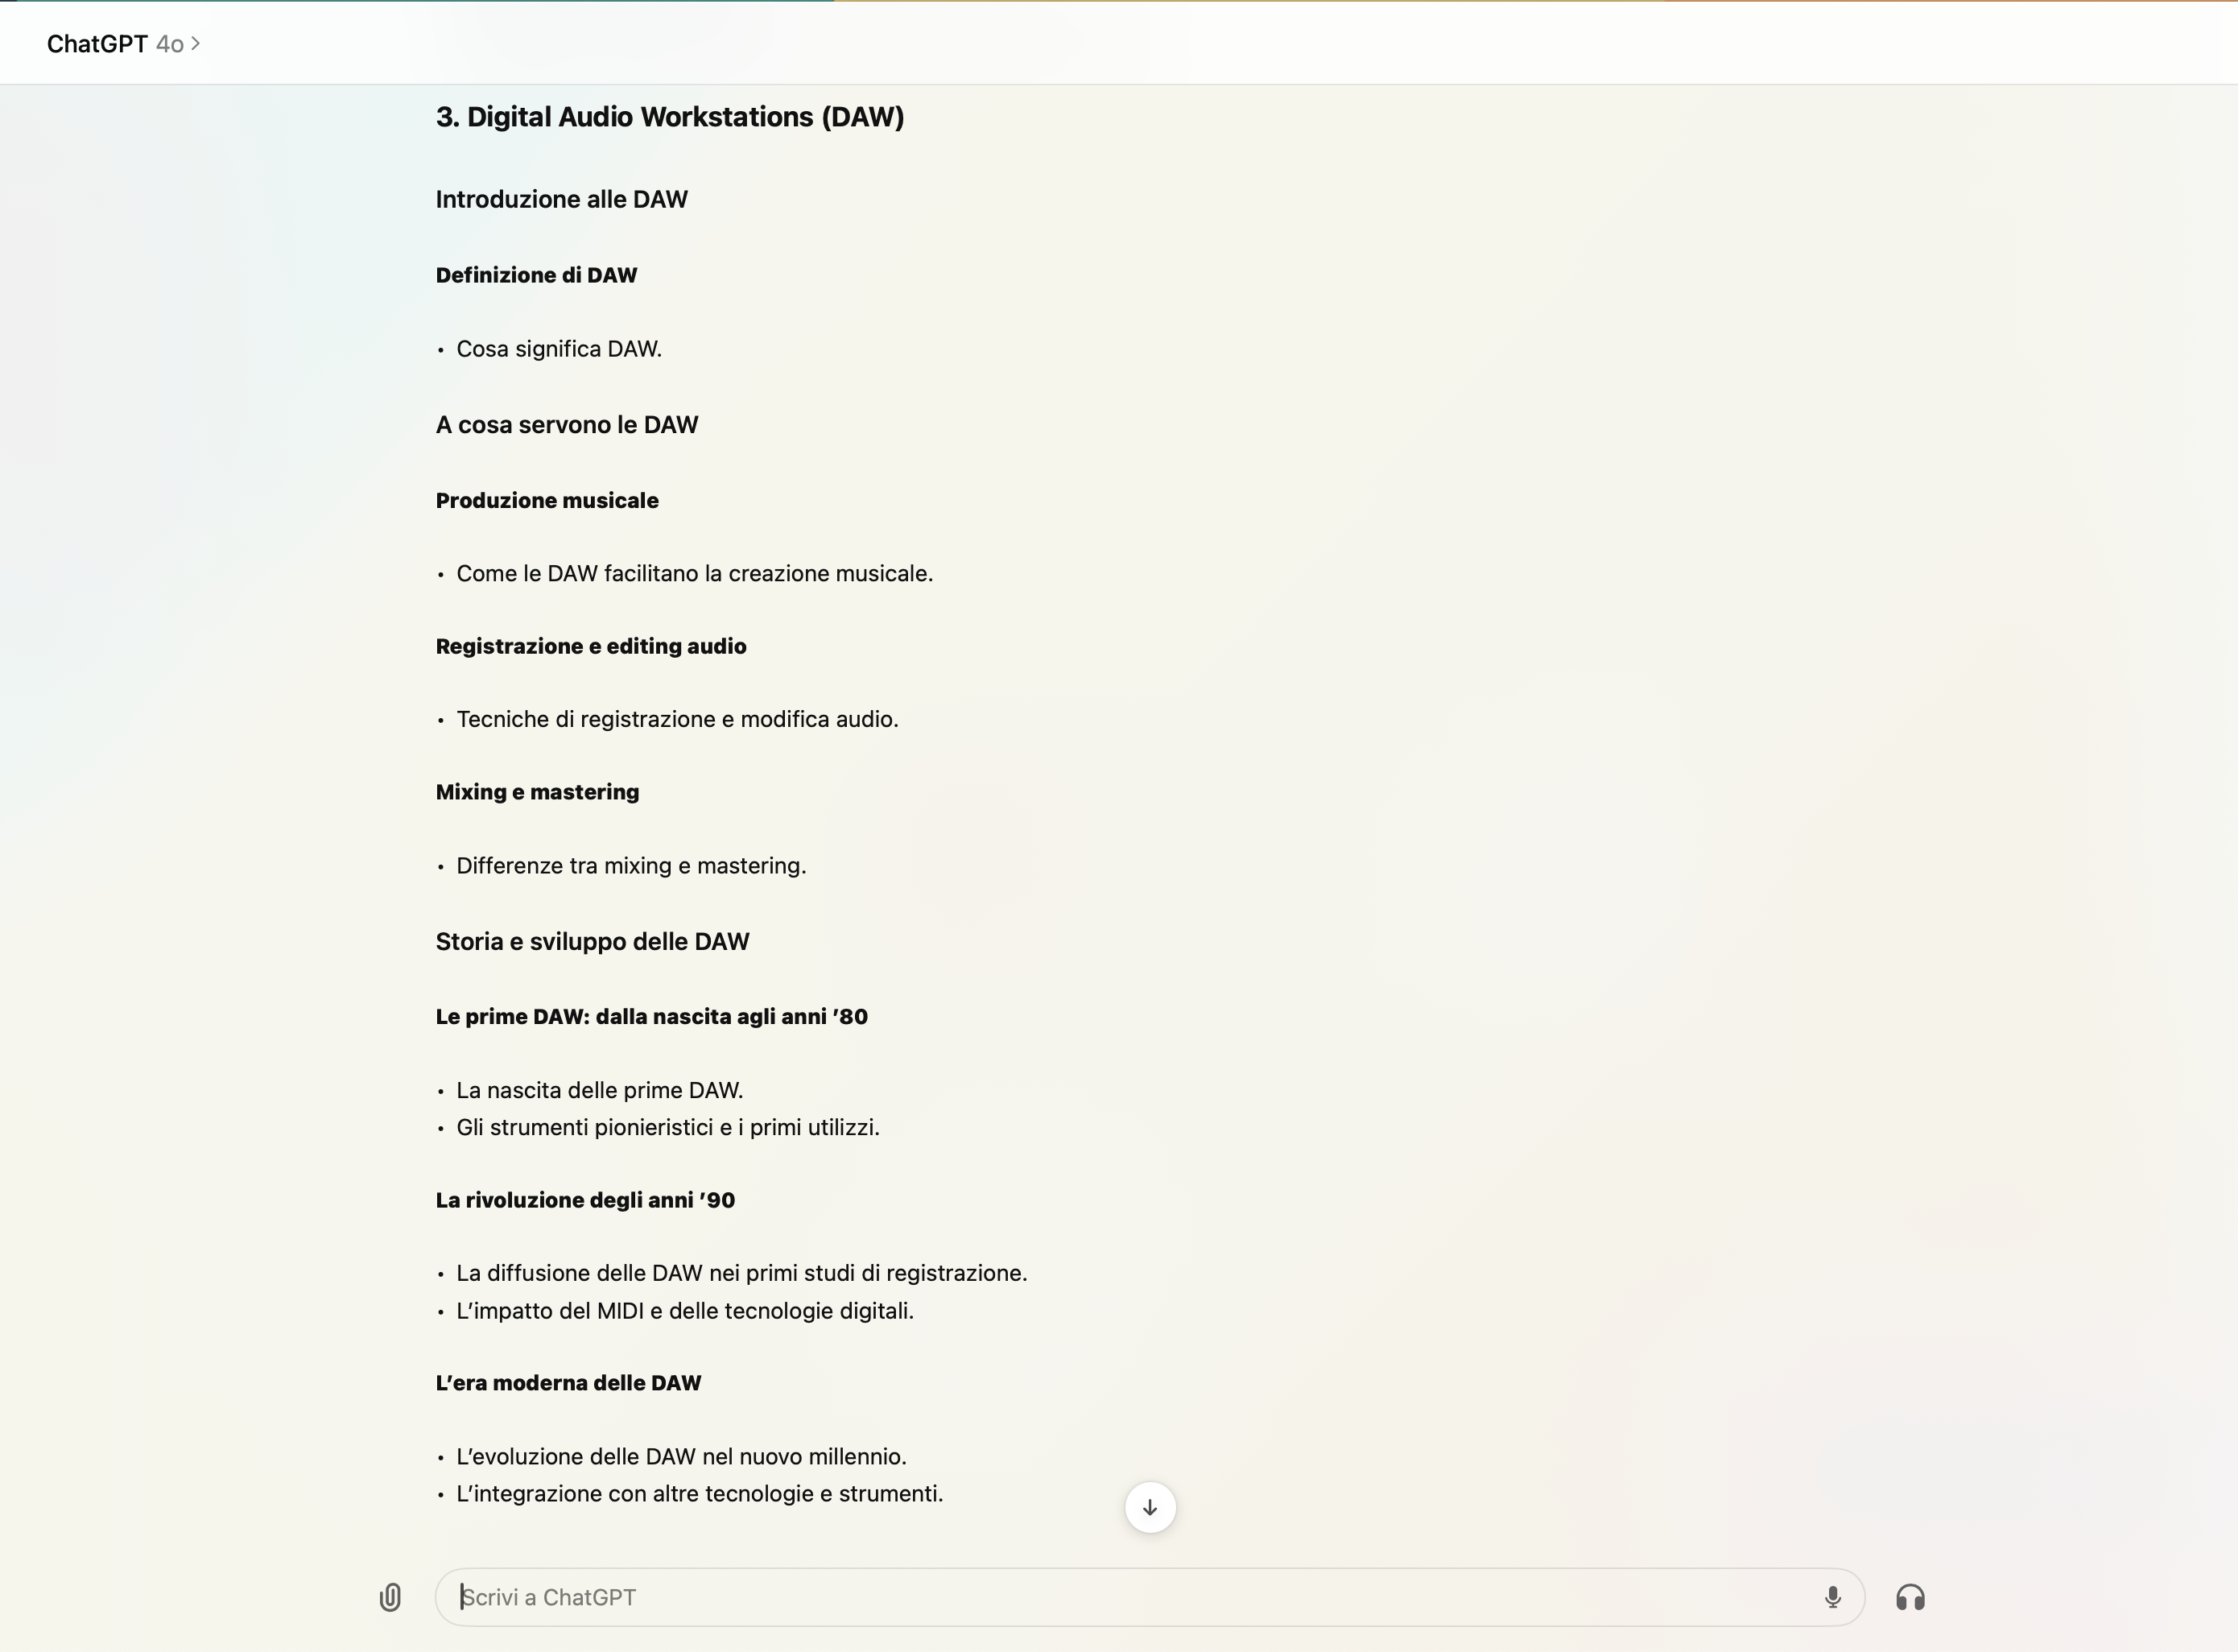 ChatGPT 4o >
3. Digital Audio Workstations (DAW)
Introduzione alle DAW
Definizione di DAW
• Cosa significa DAW.
A cosa servono le DAW
Produzione musicale
• Come le DAW facilitano la creazione musicale.
Registrazione e editing audio
• Tecniche di registrazione e modifica audio.
Mixing e mastering
• Differenze tra mixing e mastering.
Storia e sviluppo delle DAW
Le prime DAW: dalla nascita agli anni ’80
• La nascita delle prime DAW.
• Gli strumenti pionieristici e i primi utilizzi.
La rivoluzione degli anni ’90
• La diffusione delle DAW nei primi studi di registrazione.
• L’impatto del MIDI e delle tecnologie digitali.
L’era moderna delle DAW
• L’evoluzione delle DAW nel nuovo millennio.
• L’integrazione con altre tecnologie e strumenti.
Scrivi a ChatGPT